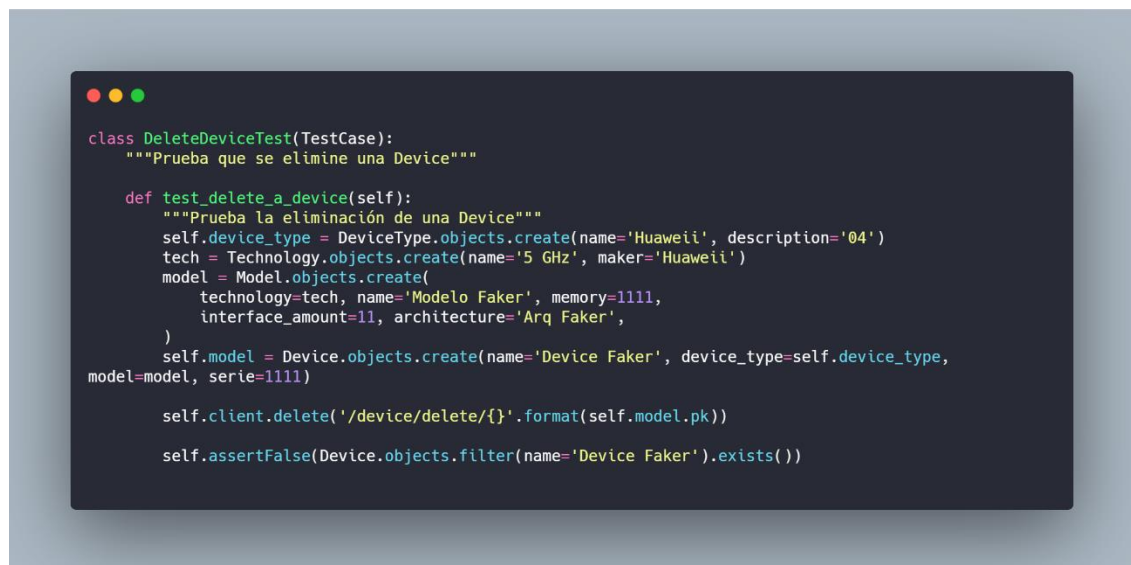 class DeleteDeviceTest(TestCase):
    """Prueba que se elimine una Device"""
    def test_delete_a_device(self):
        """Prueba la eliminación de una Device"""
        self.device_type = DeviceType.objects.create(name='Huaweii', description='04')
        tech = Technology.objects.create(name='5 GHz', maker='Huaweii')
        model = Model.objects.create(
            technology=tech, name='Modelo Faker', memory=1111,
            interface_amount=11, architecture='Arq Faker',
        )
        self.model = Device.objects.create(name='Device Faker', device_type=self.device_type,
model=model, serie=1111)
        self.client.delete('/device/delete/{}'.format(self.model.pk))
        self.assertFalse(Device.objects.filter(name='Device Faker').exists())